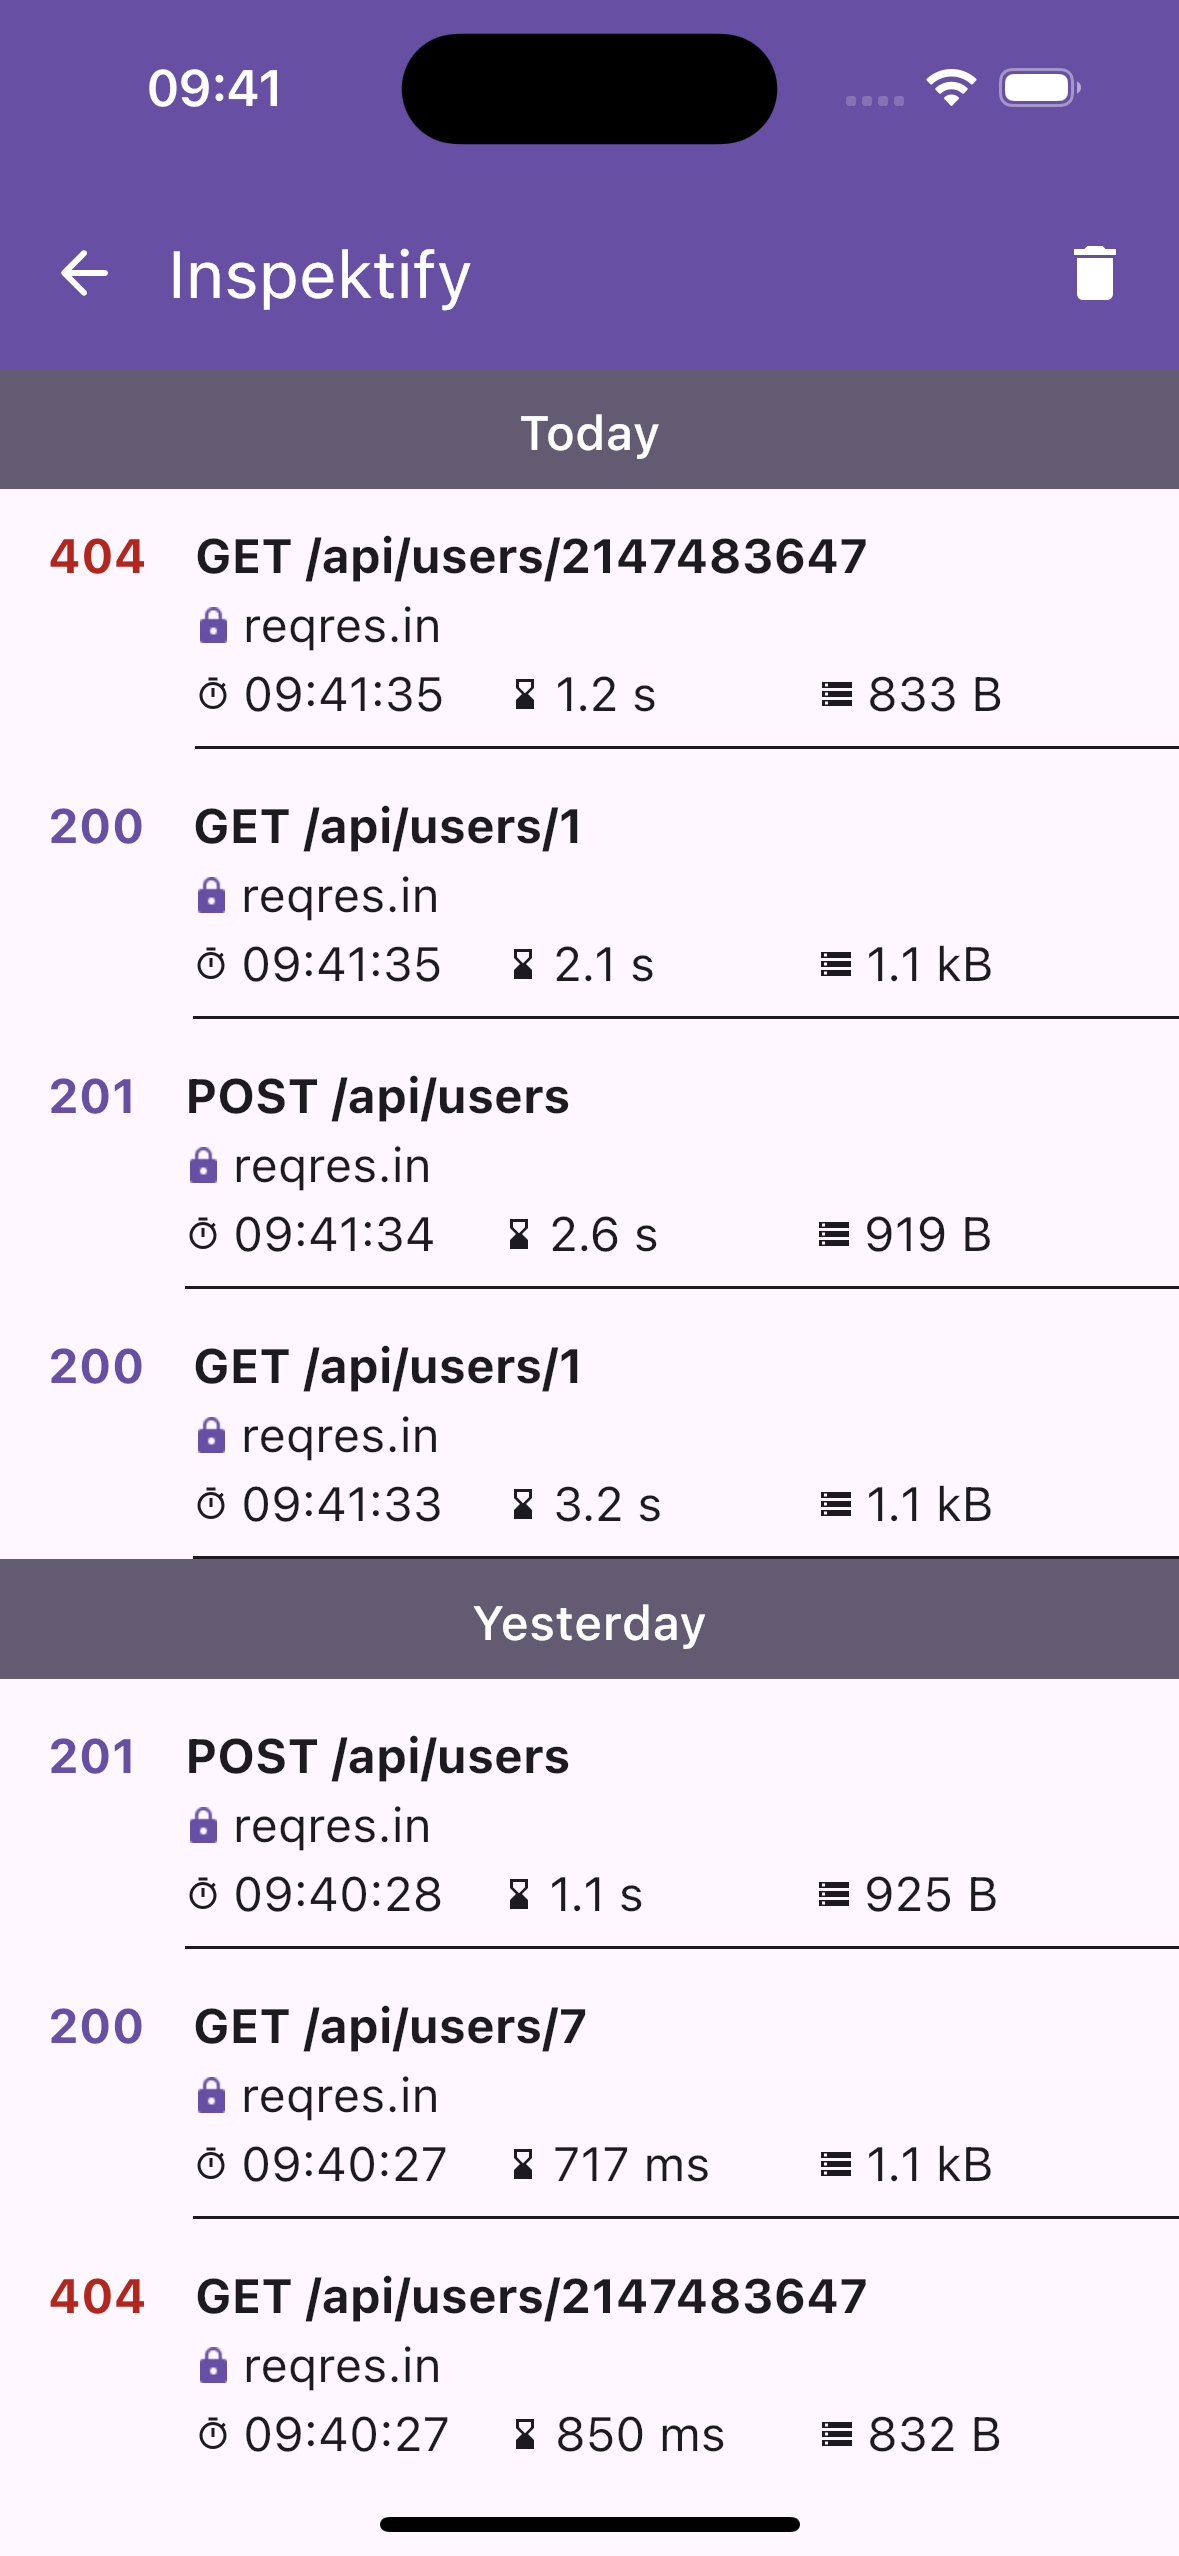 09:41
Inspektify
Today
404 GET /api/users/2147483647
reqres.in
09:41:35 1.2 s 833 B
200 GET /api/users/1
reqres.in
09:41:35 2.1 s 1.1 kB
201 POST /api/users
reqres.in
09:41:34 2.6 s 919 B
200 GET /api/users/1
reqres.in
09:41:33 3.2 s 1.1 kB
Yesterday
201 POST /api/users
reqres.in
09:40:28 1.1 s 925 B
200 GET /api/users/7
reqres.in
09:40:27 717 ms 1.1 kB
404 GET /api/users/2147483647
reqres.in
09:40:27 850 ms 832 B